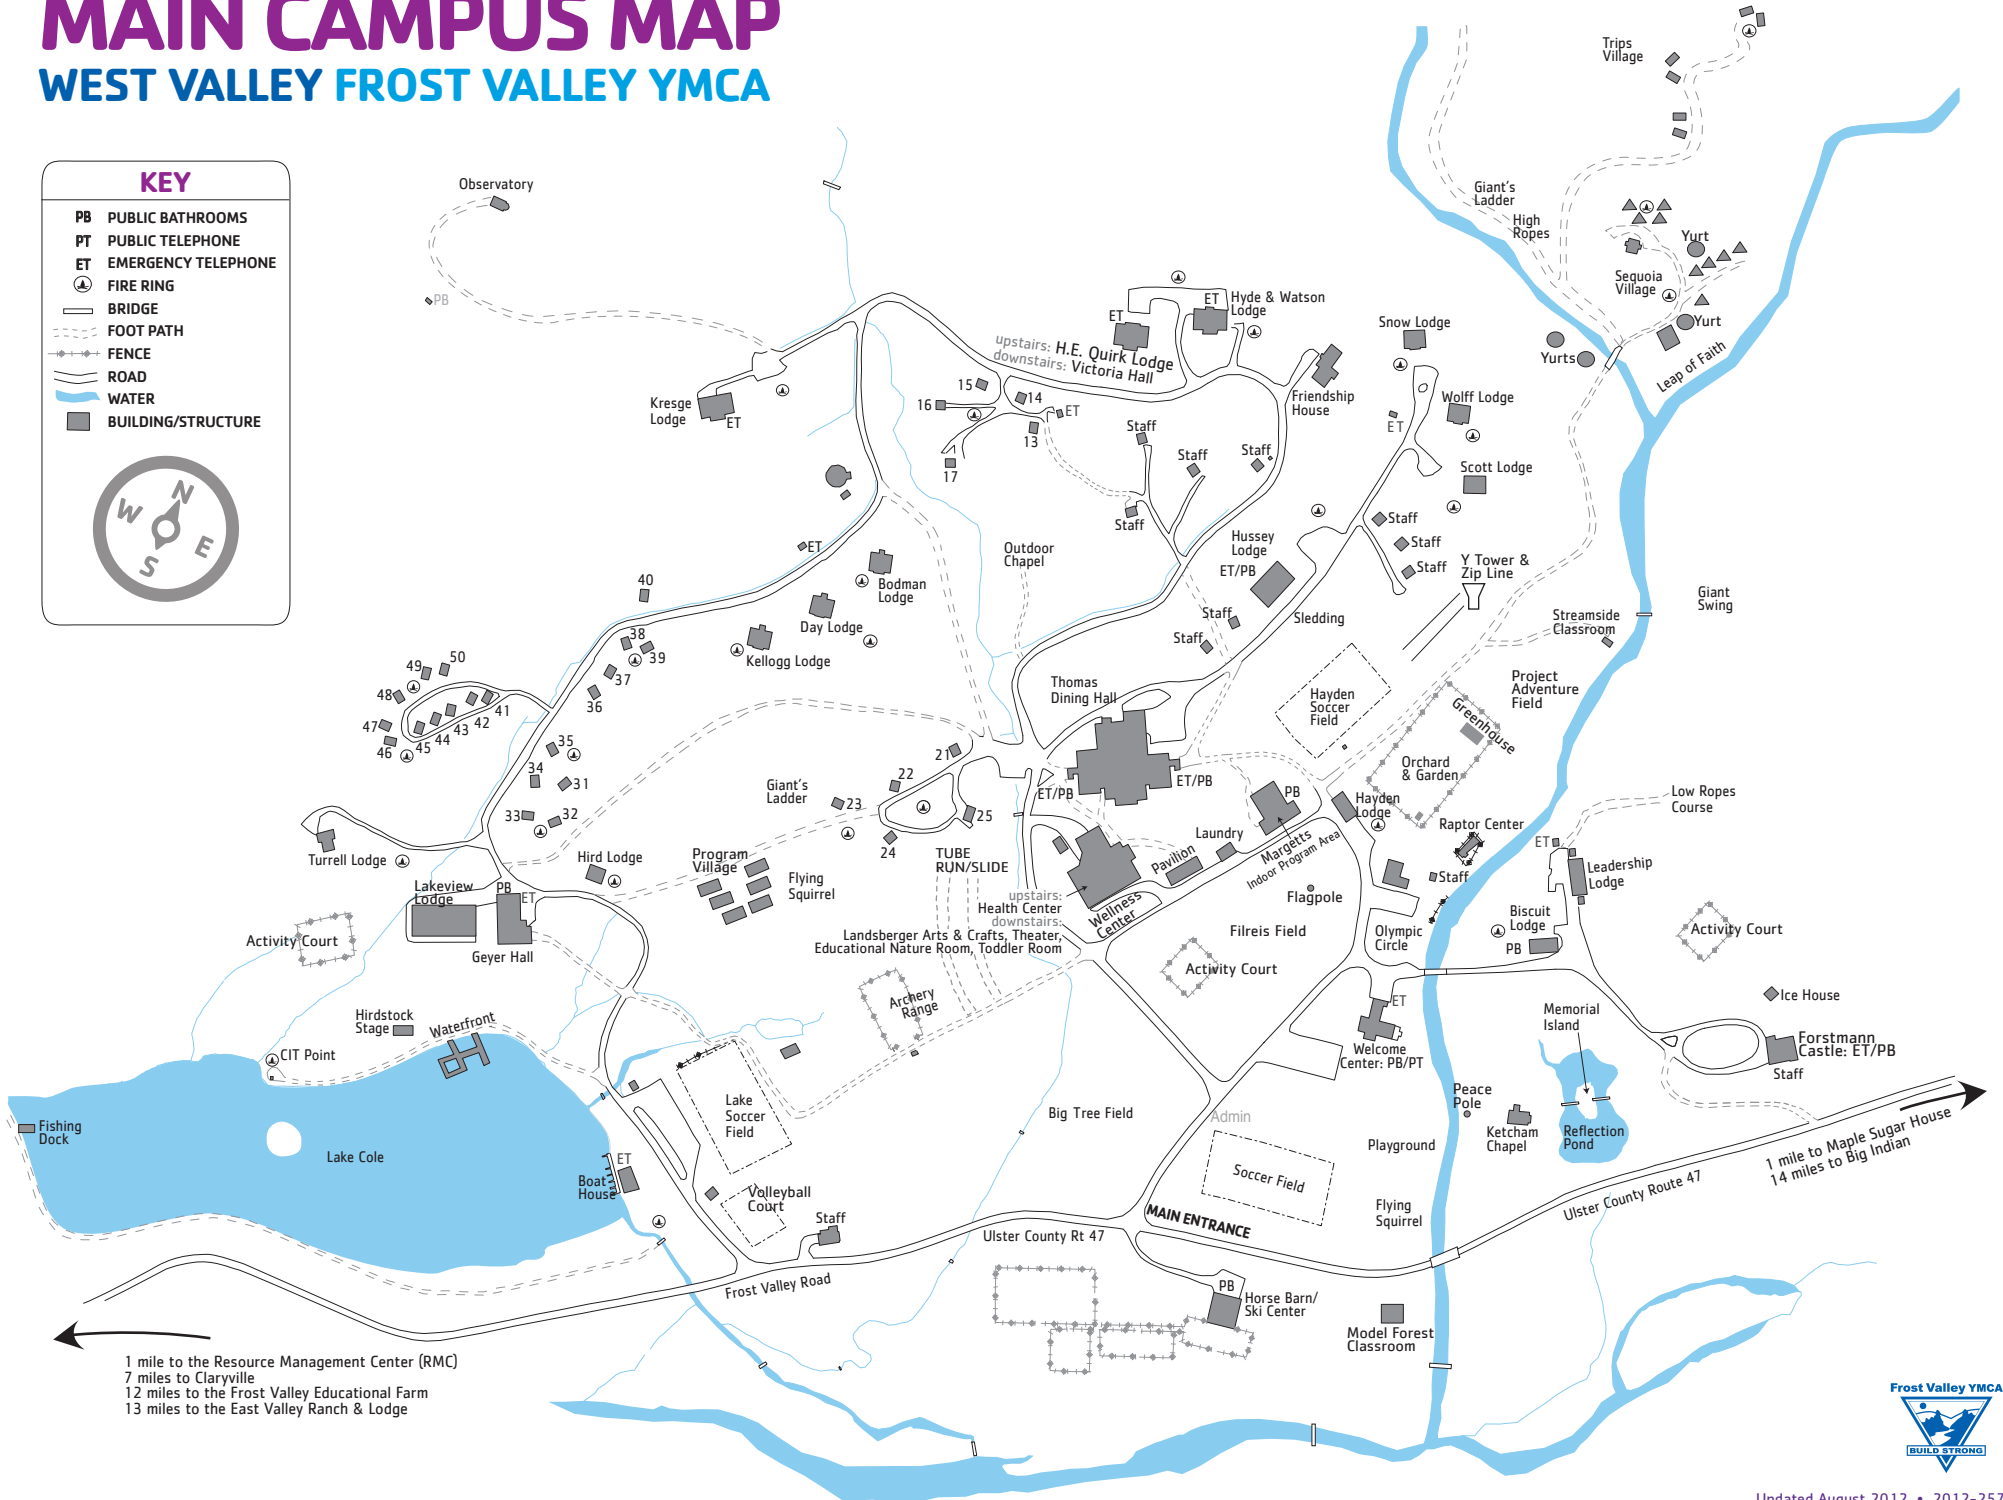 MAIN CAMPUS MAP
WEST VALLEY FROST VALLEY YMCA
KEY
PB PUBLIC BATHROOMS
PT PUBLIC TELEPHONE
ET EMERGENCY TELEPHONE
FIRE RING
BRIDGE
FOOT PATH
FENCE
ROAD
WATER
BUILDING/STRUCTURE
N
W
E
S
Observatory
PB
Trips
Village
Giant's
Ladder
High
Ropes
Yurt
Sequoia
Village
Yurt
Yurts
Leap of Faith
ET
Hyde & Watson
Lodge
ET
upstairs: H.E. Quirk Lodge
downstairs: Victoria Hall
Snow Lodge
Friendship
House
Wolff Lodge
ET
Scott Lodge
Kresge
Lodge
ET
15
16
14
ET
13
17
Staff
Staff
Staff
Staff
Staff
Staff
Staff
Hussey
Lodge
ET/PB
Y Tower &
Zip Line
Outdoor
Chapel
ET
Bodman
Lodge
Day Lodge
Kellogg Lodge
40
38
39
37
36
Staff
Staff
Sledding
Giant
Swing
Streamside
Classroom
50
49
48
47
46
45
44
43
42
41
35
34
31
33
32
Thomas
Dining Hall
Hayden
Soccer
Field
Project
Adventure
Field
Greenhouse
Orchard
& Garden
21
22
23
24
25
Giant's
Ladder
ET/PB
ET/PB
PB
Hayden
Lodge
Low Ropes
Course
Raptor Center
ET
Leadership
Lodge
Turrell Lodge
Hird Lodge
Program
Village
Flying
Squirrel
TUBE
RUN/SLIDE
Laundry
Pavilion
Margetts
Indoor Program Area
Staff
Flagpole
Lakeview
Lodge
PB
ET
Geyer Hall
Activity Court
upstairs:
Health Center
downstairs:
Landsberger Arts & Crafts, Theater,
Educational Nature Room, Toddler Room
Wellness
Center
Filreis Field
Olympic
Circle
Biscuit
Lodge
PB
Activity Court
Activity Court
Archery
Range
Ice House
Hirdstock
Stage
Waterfront
CIT Point
ET
Welcome
Center: PB/PT
Memorial
Island
Forstmann
Castle: ET/PB
Staff
Fishing
Dock
Lake Cole
Lake
Soccer
Field
Big Tree Field
Admin
Peace
Pole
Ketcham
Chapel
Reflection
Pond
Playground
ET
Boat
House
Volleyball
Court
Staff
Soccer Field
Flying
Squirrel
MAIN ENTRANCE
Ulster County Rt 47
Ulster County Route 47
1 mile to Maple Sugar House
14 miles to Big Indian
Frost Valley Road
PB
Horse Barn/
Ski Center
Model Forest
Classroom
1 mile to the Resource Management Center (RMC)
7 miles to Claryville
12 miles to the Frost Valley Educational Farm
13 miles to the East Valley Ranch & Lodge
Frost Valley YMCA
BUILD STRONG
Updated August 2012 • 2012-257